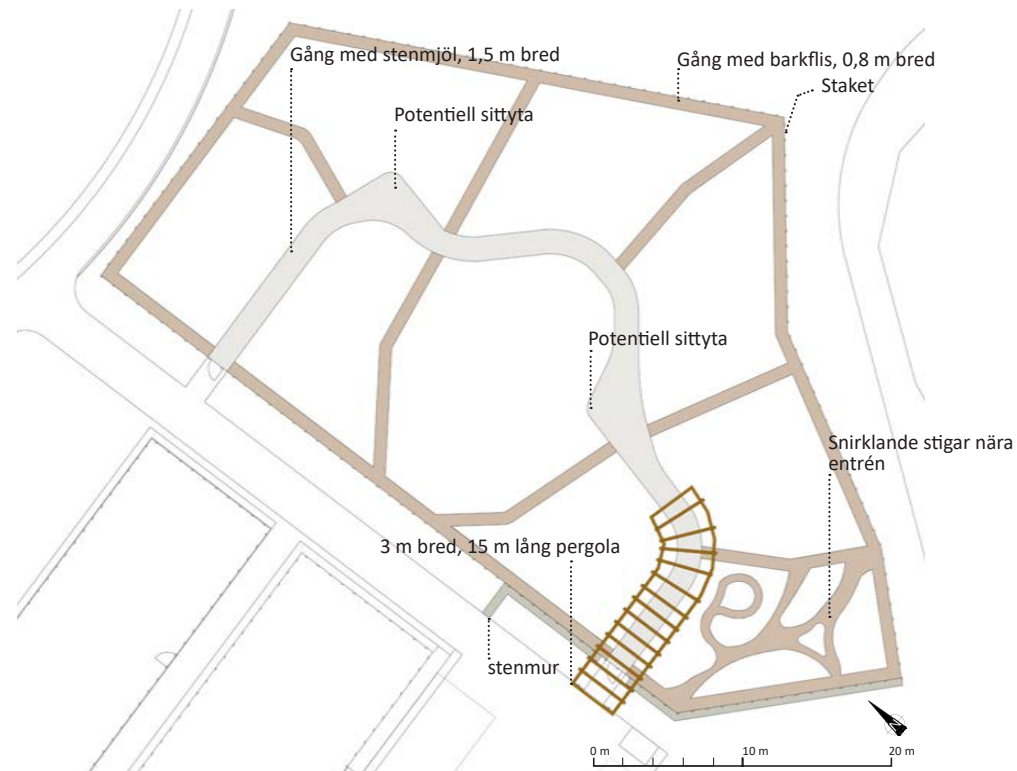 Gång med stenmjöl, 1,5 m bred
Gång med barkflis, 0,8 m bred
Staket
Potentiell sittyta
Potentiell sittyta
Snirklande stigar nära
entrén
3 m bred, 15 m lång pergola
stenmur
N
0 m 10 m 20 m